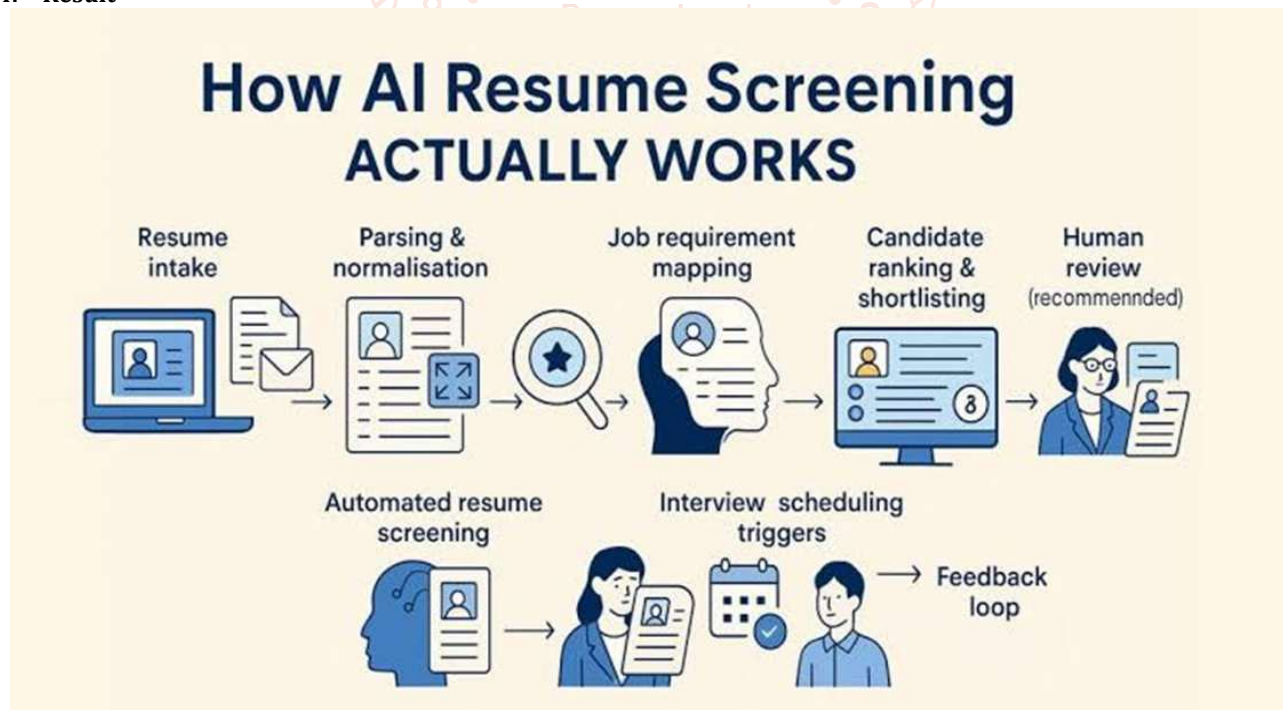 Result
How AI Resume Screening
ACTUALLY WORKS
Resume
intake
Parsing &
normalisation
Job requirement
mapping
Candidate
ranking &
shortlisting
Human
review
(recommennded)
Automated resume
screening
Interview scheduling
triggers
Feedback
loop